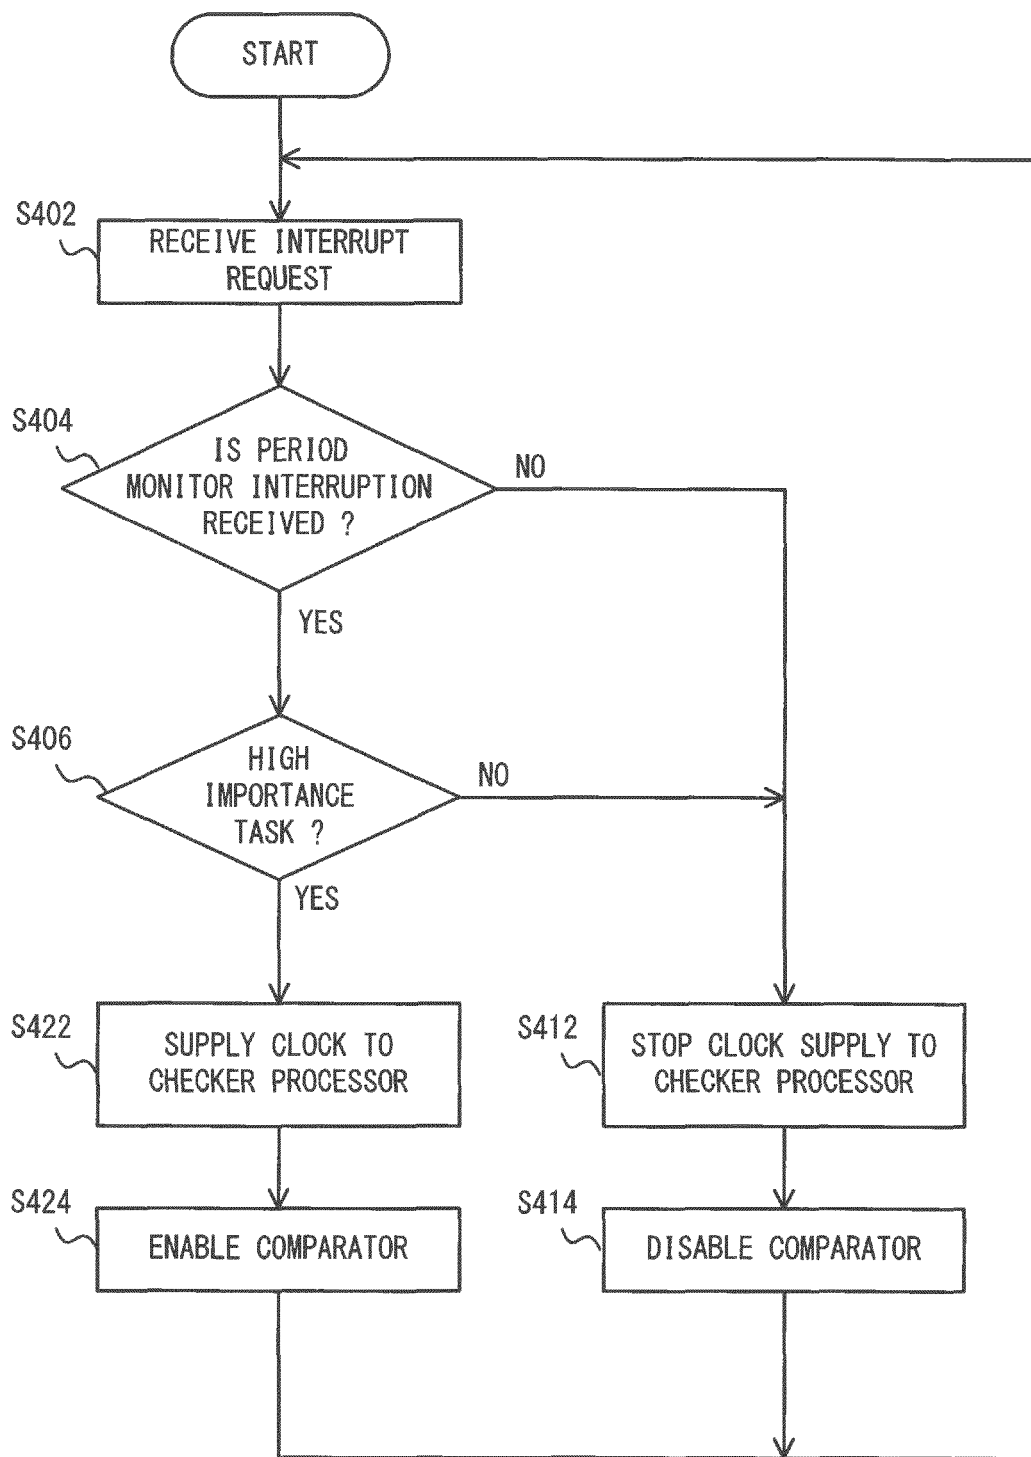 START
S402
RECEIVE INTERRUPT
REQUEST
S404
IS PERIOD
MONITOR INTERRUPTION
RECEIVED ?
NO
YES
S406
HIGH
IMPORTANCE
TASK ?
NO
YES
S422
SUPPLY CLOCK TO
CHECKER PROCESSOR
S412
STOP CLOCK SUPPLY TO
CHECKER PROCESSOR
S424
ENABLE COMPARATOR
S414
DISABLE COMPARATOR